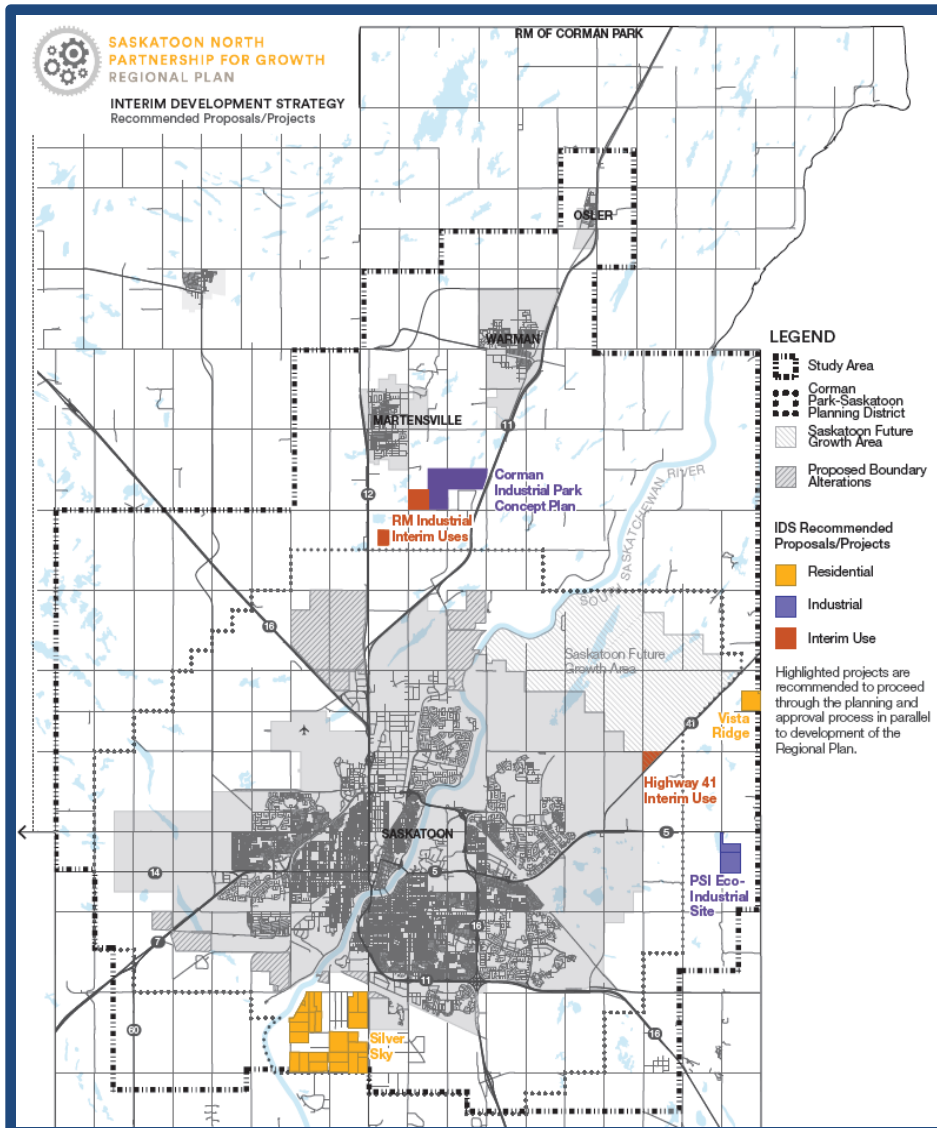 SASKATOON NORTH
PARTNERSHIP FOR GROWTH
REGIONAL PLAN
INTERIM DEVELOPMENT STRATEGY
Recommended Proposals/Projects
RM OF CORMAN PARK
OSLER
WARMAN
MARTENSVILLE
11
12
Corman
Industrial Park
Concept Plan
RM Industrial
Interim Uses
SOUTH SASKATCHEWAN RIVER
16
Saskatoon Future
Growth Area
41
Vista
Ridge
Highway 41
Interim Use
SASKATOON
5
5
14
PSI Eco-
Industrial
Site
16
7
11
60
16
Silver
Sky
LEGEND
Study Area
Corman
Park-Saskatoon
Planning District
Saskatoon Future
Growth Area
Proposed Boundary
Alterations
IDS Recommended
Proposals/Projects
Residential
Industrial
Interim Use
Highlighted projects are
recommended to proceed
through the planning and
approval process in parallel
to development of the
Regional Plan.